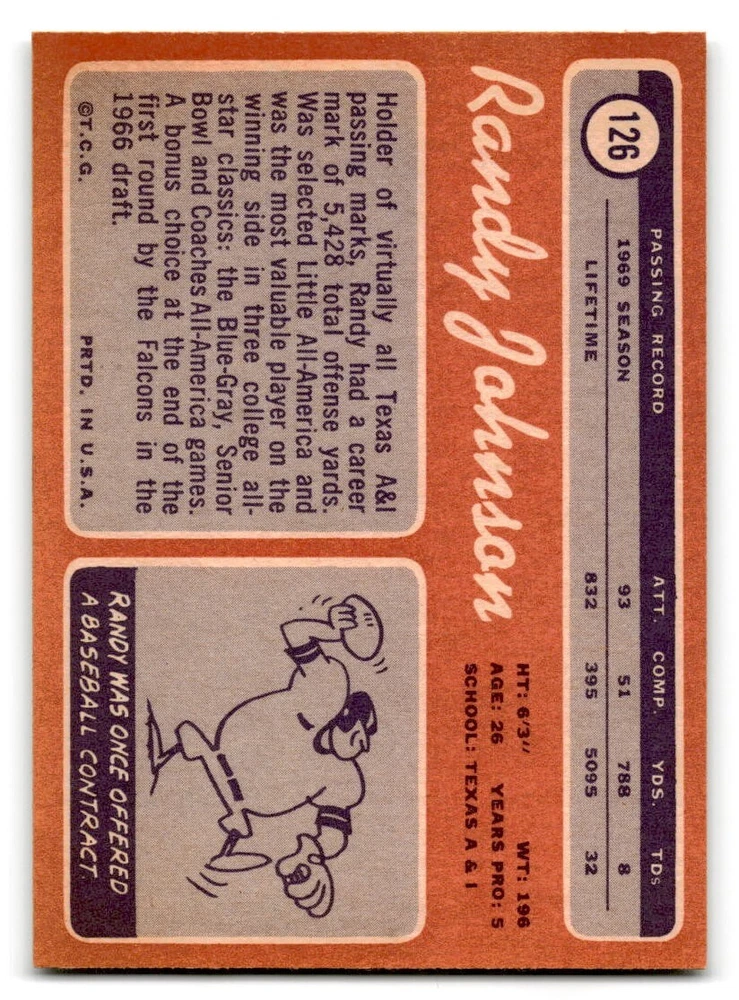 126
PASSING RECORD ATT. COMP. YDS. TDs
1969 SEASON 93 51 788 8
LIFETIME 832 395 5095 32
Randy Johnson
HT: 6'3" WT: 196
AGE: 26 YEARS PRO: 5
SCHOOL: TEXAS A & I
Holder of virtually all Texas A&I
passing marks, Randy had a career
mark of 5,428 total offense yards.
Was selected Little All-America and
was the most valuable player on the
winning side in three college all-
star classics: the Blue-Gray, Senior
Bowl and Coaches All-America games.
A bonus choice at the end of the
first round by the Falcons in the
1966 draft.
©T.C.G. PRTD. IN U.S.A.
RANDY WAS ONCE OFFERED
A BASEBALL CONTRACT